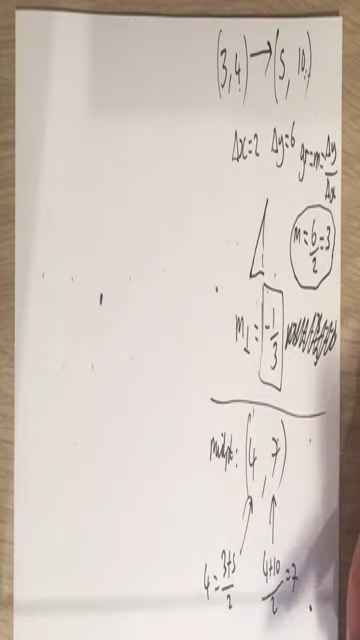 (3, 4) → (5, 10)
Δx=2 Δy=6 gr=m=Δy/Δx
m=6/2=3
m⊥ = -1/3
midpt: (4, 7)
4=3+5/2 4+10/2=7